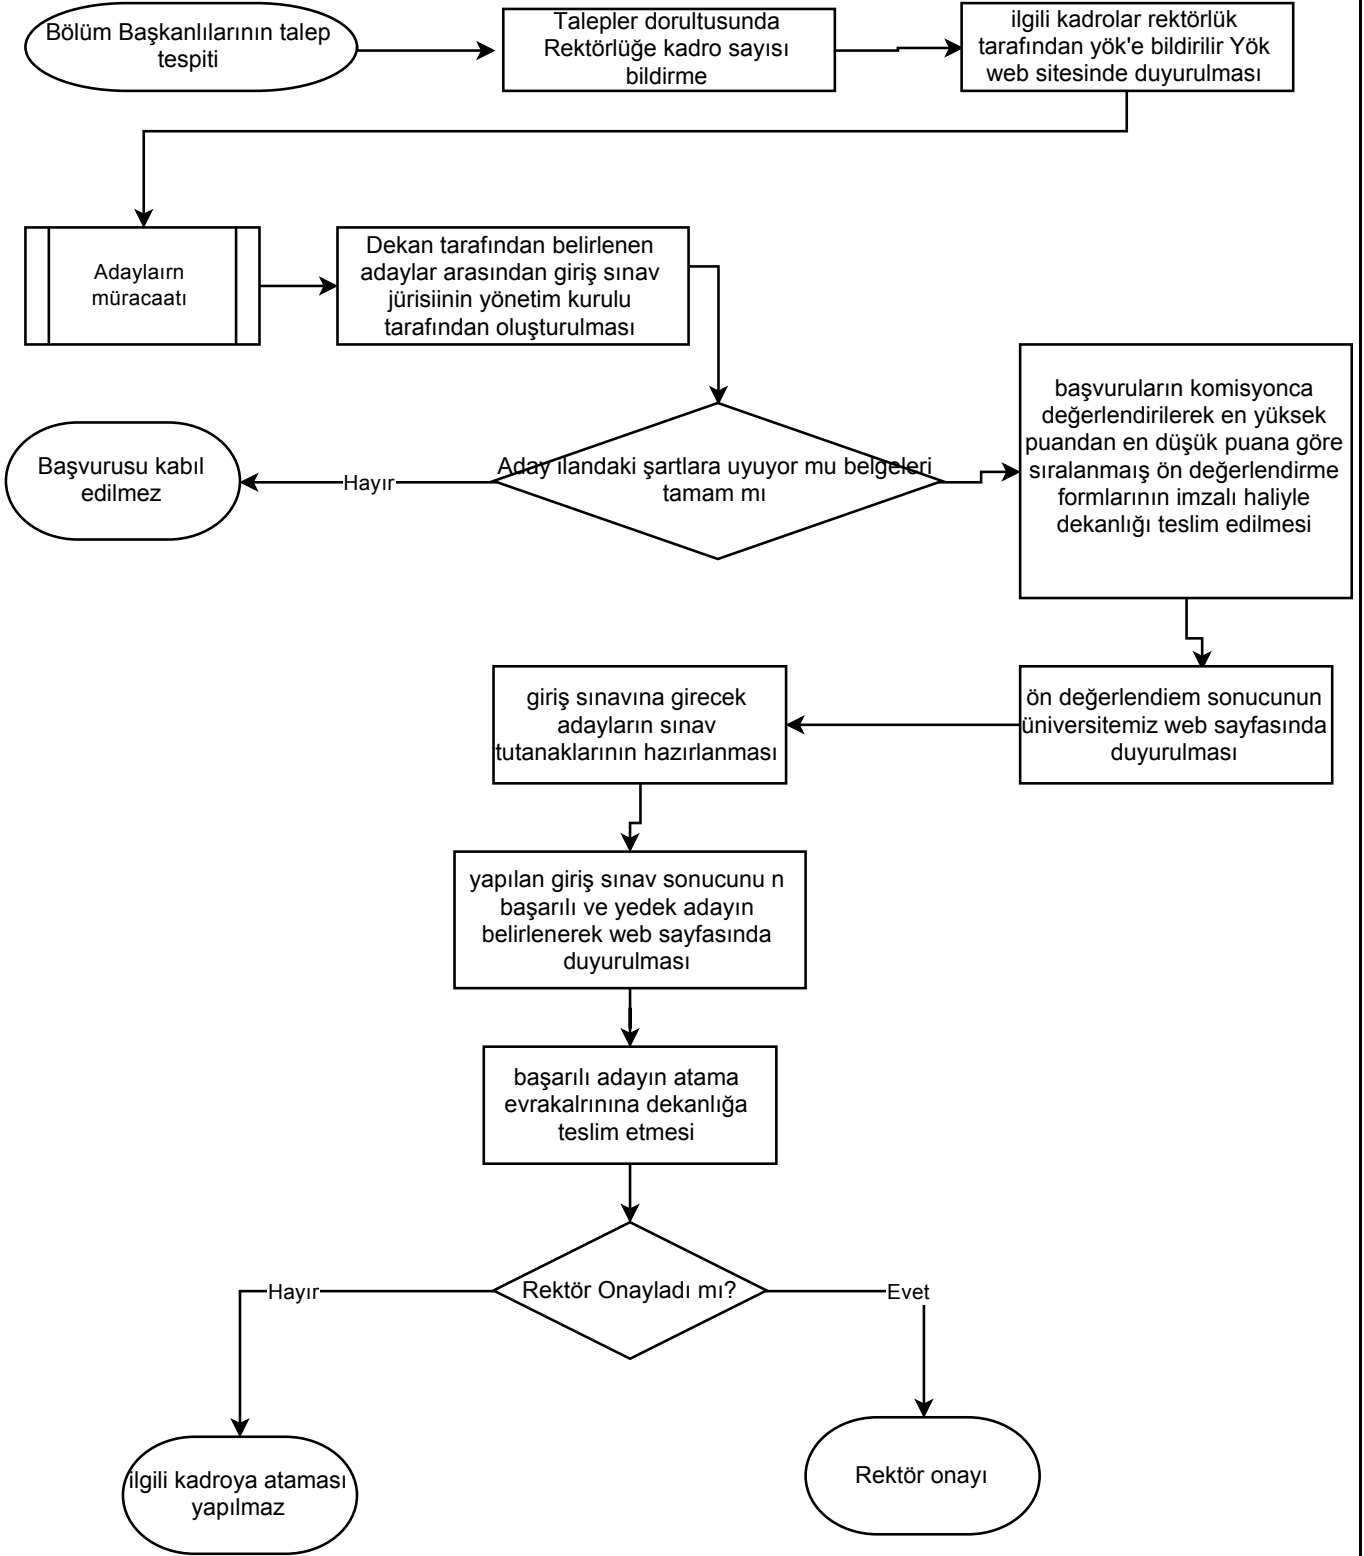 Bölüm Başkanlılarının talep
tespiti
Talepler dorultusunda
Rektörlüğe kadro sayısı
bildirme
ilgili kadrolar rektörlük
tarafından yök'e bildirilir Yök
web sitesinde duyurulması
Adaylaırn
müracaatı
Dekan tarafından belirlenen
adaylar arasından giriş sınav
jürisiinin yönetim kurulu
tarafından oluşturulması
Aday ilandaki şartlara uyuyor mu belgeleri
tamam mı
Hayır
Başvurusu kabıl
edilmez
başvuruların komisyonca
değerlendirilerek en yüksek
puandan en düşük puana göre
sıralanmaış ön değerlendirme
formlarının imzalı haliyle
dekanlığı teslim edilmesi
ön değerlendiem sonucunun
üniversitemiz web sayfasında
duyurulması
giriş sınavına girecek
adayların sınav
tutanaklarının hazırlanması
yapılan giriş sınav sonucunu n
başarılı ve yedek adayın
belirlenerek web sayfasında
duyurulması
başarılı adayın atama
evrakalrınına dekanlığa
teslim etmesi
Rektör Onayladı mı?
Hayır
Evet
ilgili kadroya ataması
yapılmaz
Rektör onayı